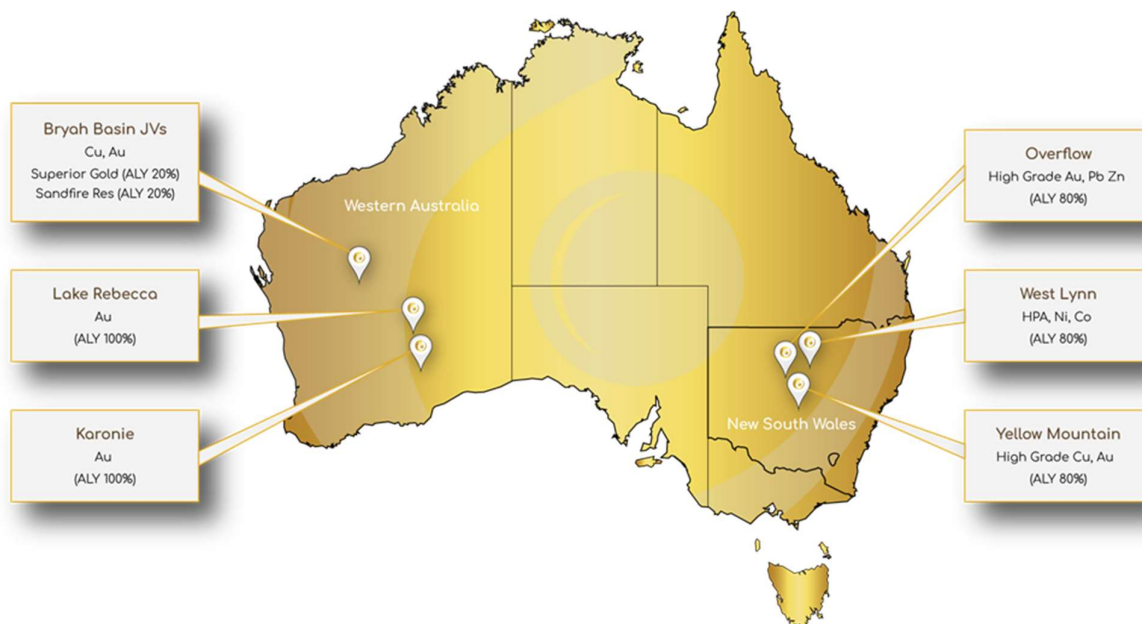 Bryah Basin JVs
Cu, Au
Superior Gold (ALY 20%)
Sandfire Res (ALY 20%)
Lake Rebecca
Au
(ALY 100%)
Karonie
Au
(ALY 100%)
Western Australia
New South Wales
Overflow
High Grade Au, Pb Zn
(ALY 80%)
West Lynn
HPA, Ni, Co
(ALY 80%)
Yellow Mountain
High Grade Cu, Au
(ALY 80%)